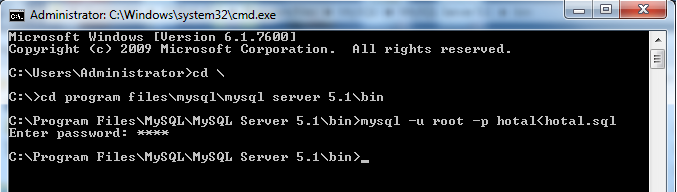 Administrator: C:\Windows\system32\cmd.exe
Microsoft Windows [Version 6.1.7600]
Copyright (c) 2009 Microsoft Corporation.  All rights reserved.
C:\Users\Administrator>cd \
C:\>cd program files\mysql\mysql server 5.1\bin
C:\Program Files\MySQL\MySQL Server 5.1\bin>mysql -u root -p hotal<hotal.sql
Enter password: ****
C:\Program Files\MySQL\MySQL Server 5.1\bin>_